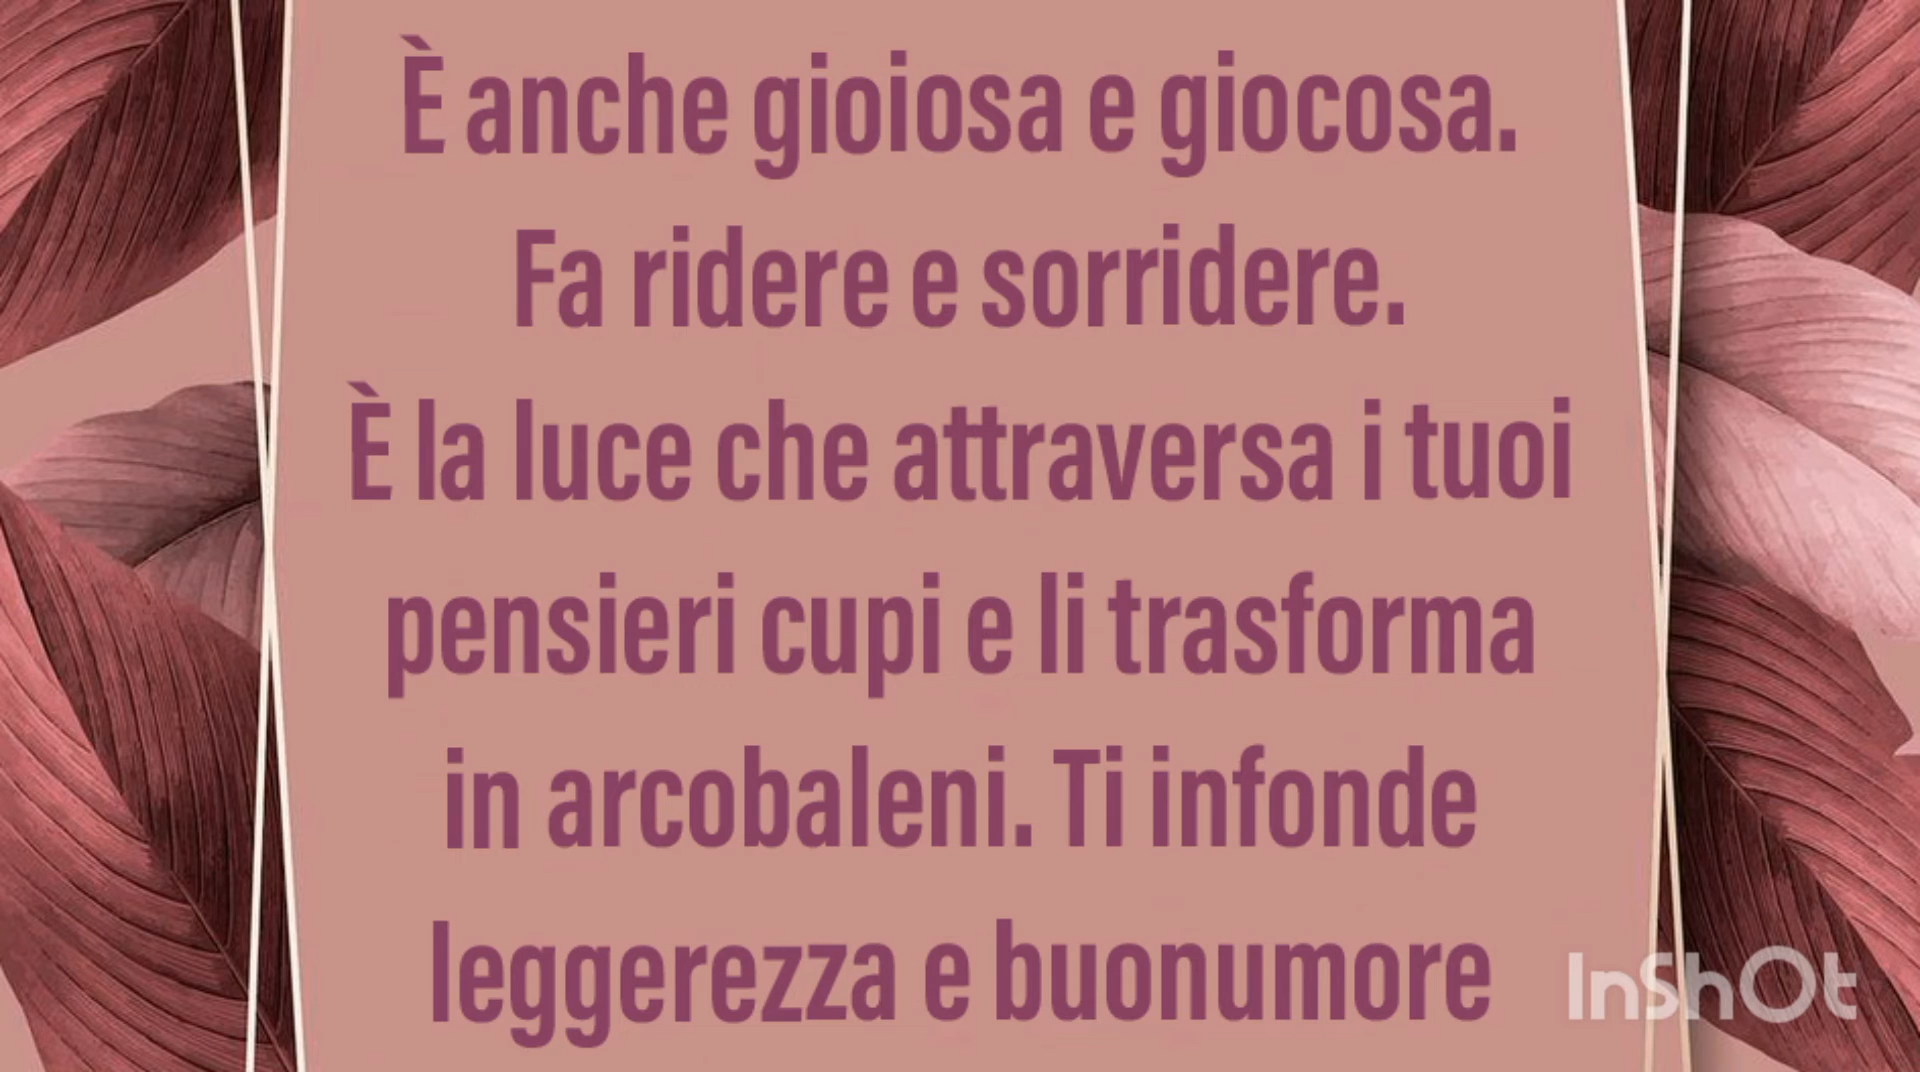 È anche gioiosa e giocosa.
Fa ridere e sorridere.
È la luce che attraversa i tuoi
pensieri cupi e li trasforma
in arcobaleni. Ti infonde
leggerezza e buonumore
InShOt